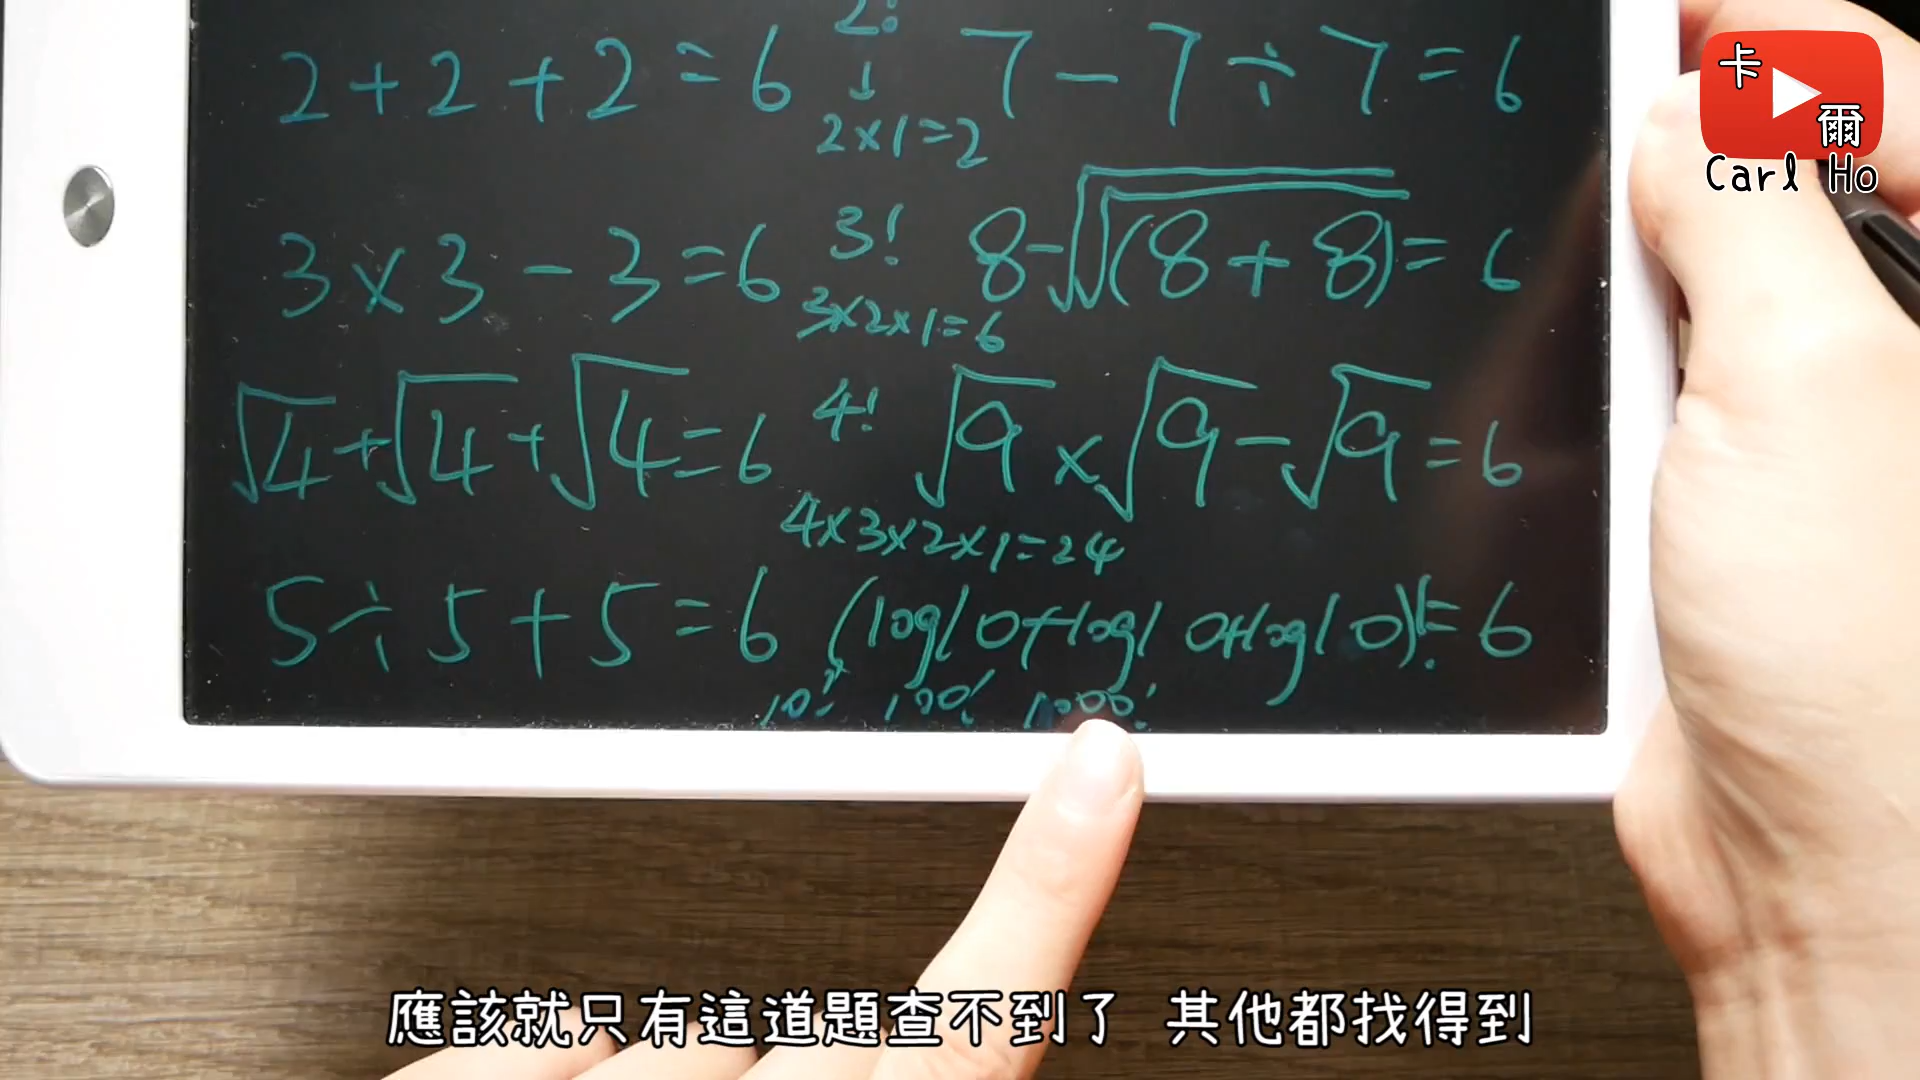 2!
2+2+2=6
↓
2×1=2
7-7÷7=6
卡
爾
Carl Ho
3×3-3=6
3!
3×2×1=6
8-√√(8+8)=6
√4+√4+√4=6
4!
4×3×2×1=24
√9×√9-√9=6
5÷5+5=6
(log10+log10+log10)!=6
10! 100! 1000!
應該就只有這道題查不到了 其他都找得到